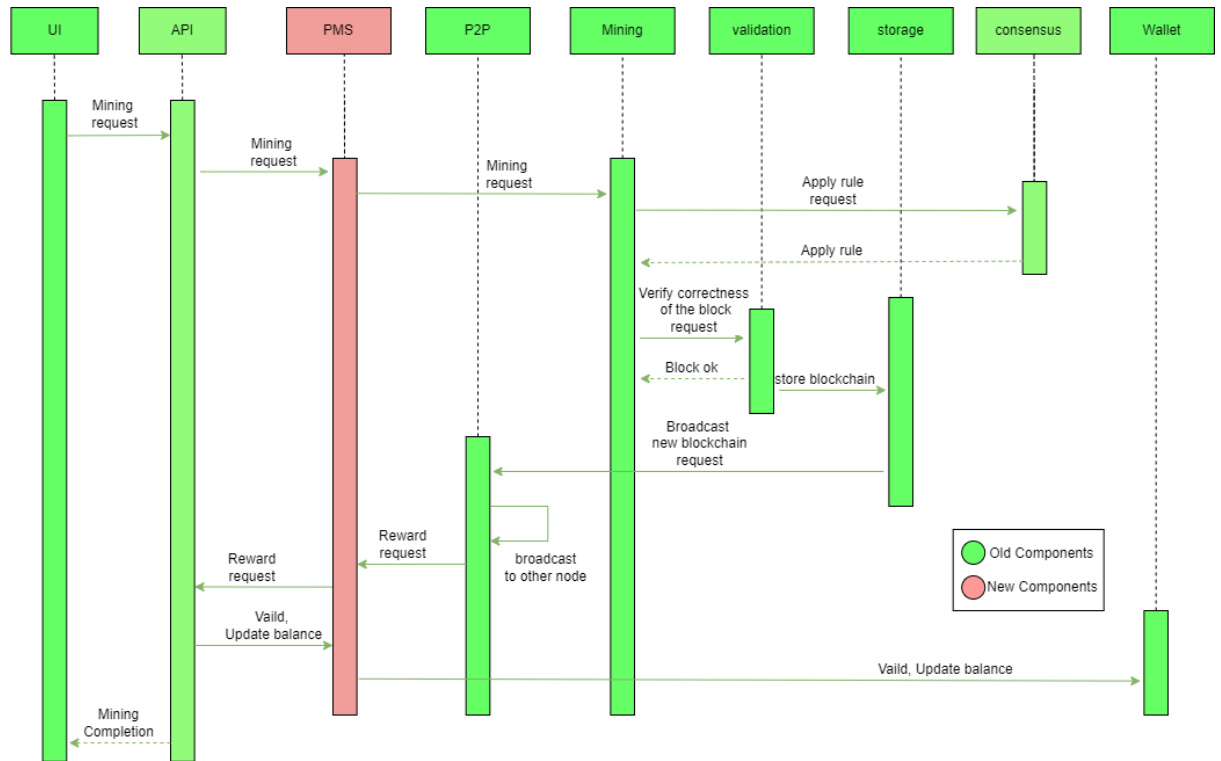 UI
API
PMS
P2P
Mining
validation
storage
consensus
Wallet
Mining
request
Mining
request
Mining
request
Apply rule
request
Apply rule
Verify correctness
of the block
request
Block ok
store blockchain
Broadcast
new blockchain
request
broadcast
to other node
Reward
request
Reward
request
Old Components
New Components
Vaild,
Update balance
Vaild, Update balance
Mining
Completion